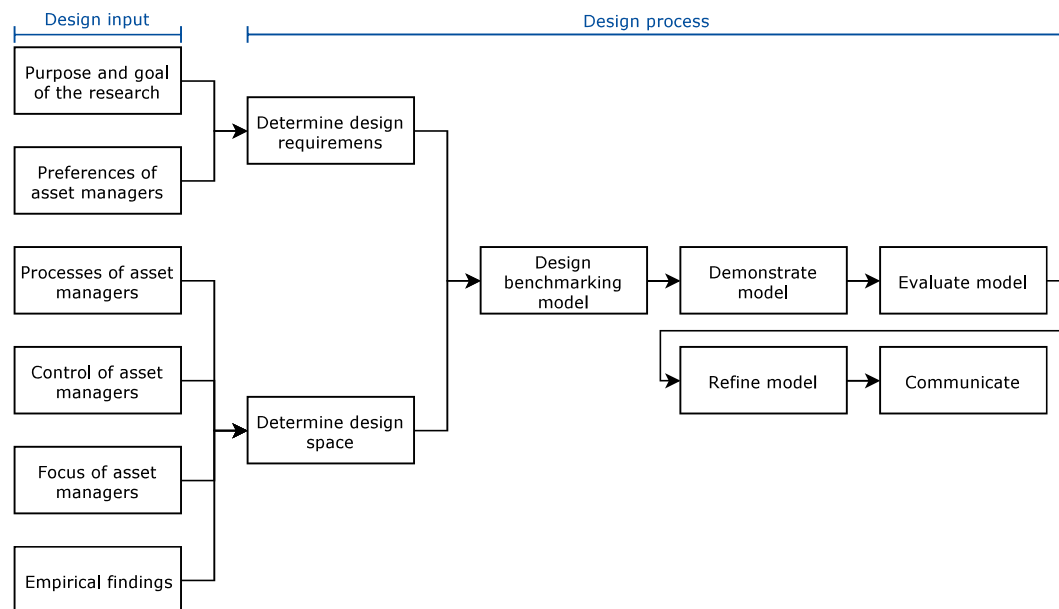 Design input
Design process
Purpose and goal
of the research
Preferences of
asset managers
Processes of asset
managers
Control of asset
managers
Focus of asset
managers
Empirical findings
Determine design
requiremens
Determine design
space
Design
benchmarking
model
Demonstrate
model
Evaluate model
Refine model
Communicate